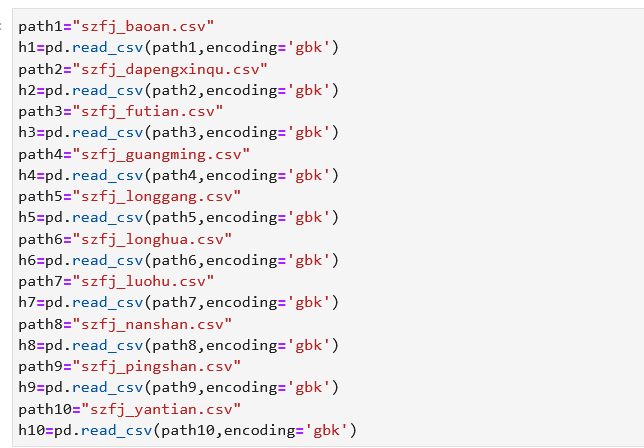 path1="szfj_baoan.csv"
h1=pd.read_csv(path1,encoding='gbk')
path2="szfj_dapengxinqu.csv"
h2=pd.read_csv(path2,encoding='gbk')
path3="szfj_futian.csv"
h3=pd.read_csv(path3,encoding='gbk')
path4="szfj_guangming.csv"
h4=pd.read_csv(path4,encoding='gbk')
path5="szfj_longgang.csv"
h5=pd.read_csv(path5,encoding='gbk')
path6="szfj_longhua.csv"
h6=pd.read_csv(path6,encoding='gbk')
path7="szfj_luohu.csv"
h7=pd.read_csv(path7,encoding='gbk')
path8="szfj_nanshan.csv"
h8=pd.read_csv(path8,encoding='gbk')
path9="szfj_pingshan.csv"
h9=pd.read_csv(path9,encoding='gbk')
path10="szfj_yantian.csv"
h10=pd.read_csv(path10,encoding='gbk')